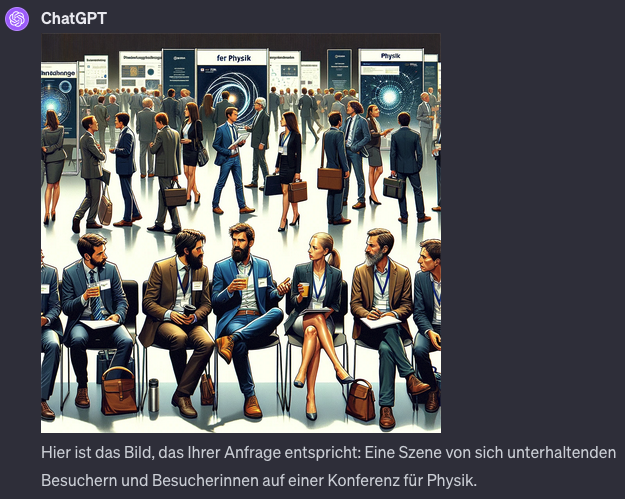 ChatGPT
fer Physik
Physik
Hier ist das Bild, das Ihrer Anfrage entspricht: Eine Szene von sich unterhaltenden
Besuchern und Besucherinnen auf einer Konferenz für Physik.